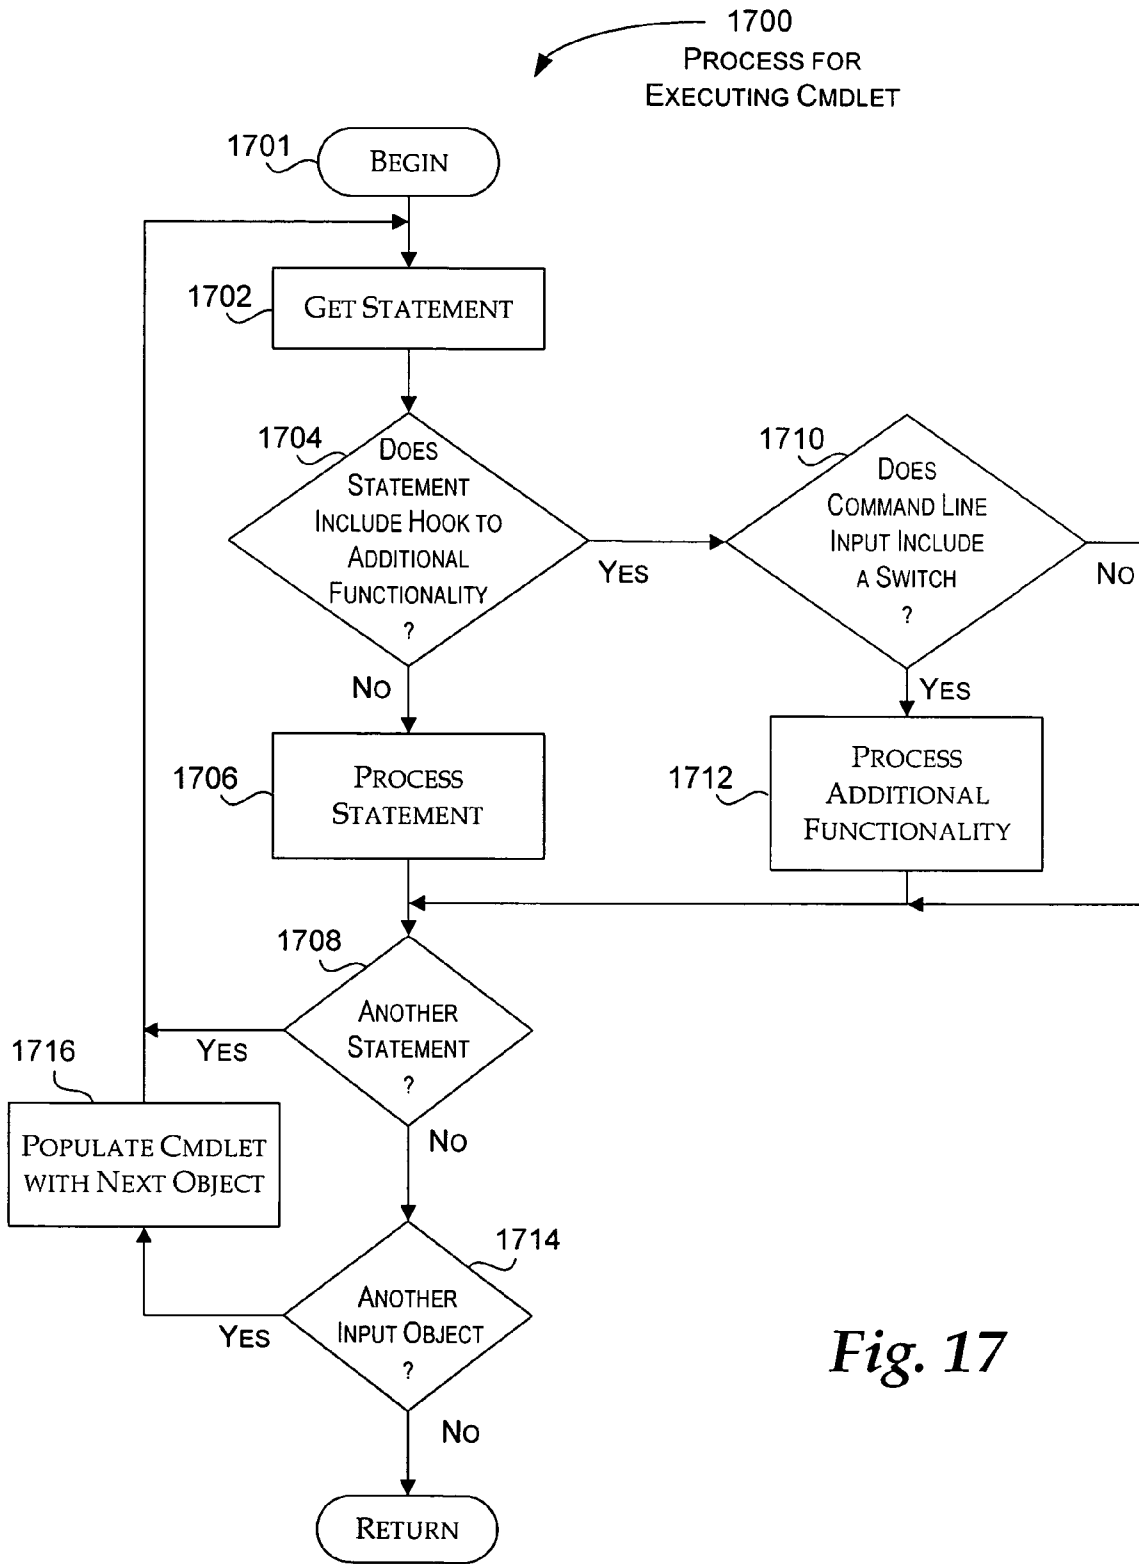 1700
PROCESS FOR
EXECUTING CMDLET
1701
BEGIN
1702
GET STATEMENT
1704
DOES
STATEMENT
INCLUDE HOOK TO
ADDITIONAL
FUNCTIONALITY
?
YES
NO
1710
DOES
COMMAND LINE
INPUT INCLUDE
A SWITCH
?
NO
YES
1706
PROCESS
STATEMENT
1712
PROCESS
ADDITIONAL
FUNCTIONALITY
1708
ANOTHER
STATEMENT
?
YES
NO
1716
POPULATE CMDLET
WITH NEXT OBJECT
1714
ANOTHER
INPUT OBJECT
?
YES
NO
RETURN
Fig. 17